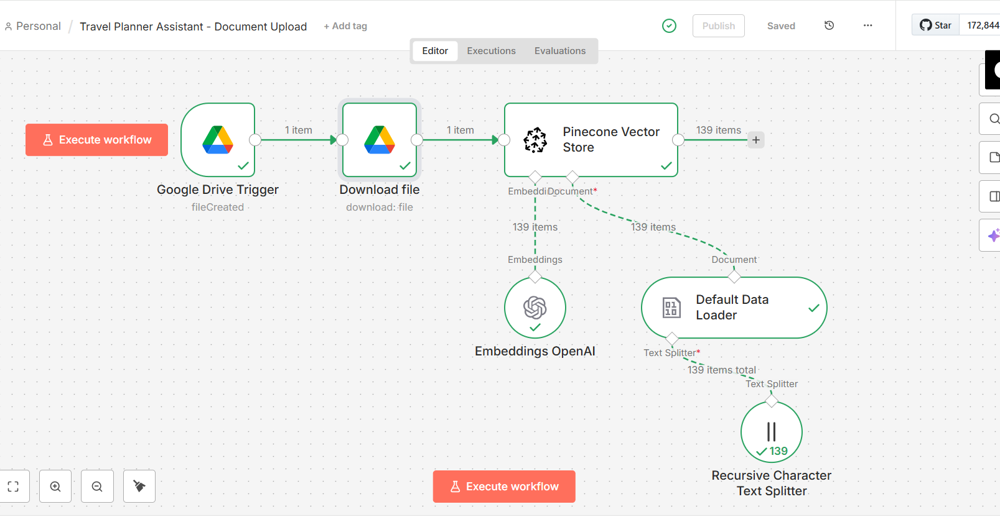 Personal / Travel Planner Assistant - Document Upload + Add tag Publish Saved ... Star 172,844
Editor Executions Evaluations
Execute workflow
1 item
1 item
Pinecone Vector
Store
139 items
+
Google Drive Trigger
fileCreated
Download file
download: file
Embeddi
Document*
139 items
139 items
Embeddings
Document
Embeddings OpenAI
Default Data
Loader
Text Splitter*
139 items total
Text Splitter
139
Recursive Character
Text Splitter
Execute workflow